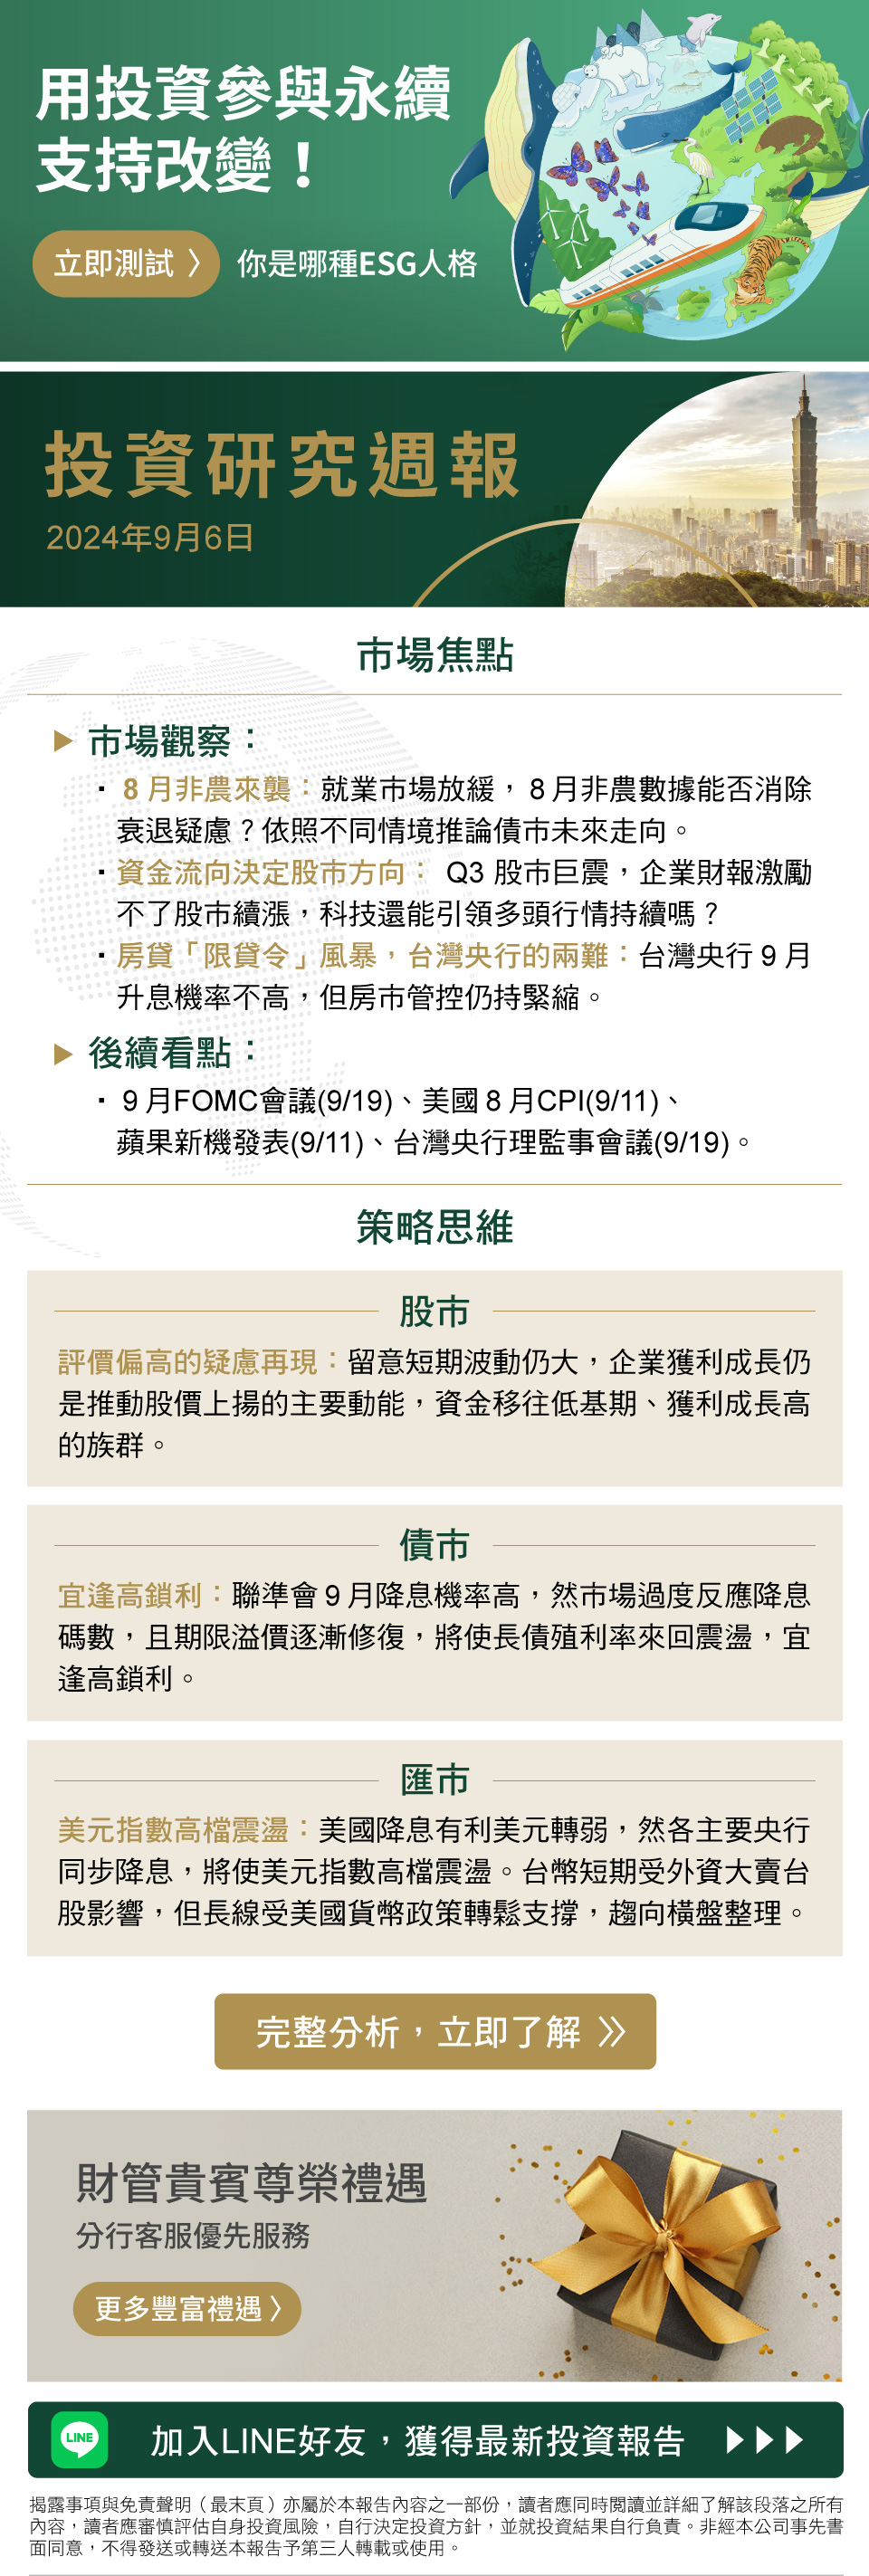 用投資參與永續
支持改變！
立即測試 〉 你是哪種ESG人格
投資研究週報
2024年9月6日
市場焦點
▶ 市場觀察：
· 8 月非農來襲：就業市場放緩，8 月非農數據能否消除
衰退疑慮？依照不同情境推論債市未來走向。
· 資金流向決定股市方向： Q3 股市巨震，企業財報激勵
不了股市續漲，科技還能引領多頭行情持續嗎？
· 房貸「限貸令」風暴，台灣央行的兩難：台灣央行 9 月
升息機率不高，但房市管控仍持緊縮。
▶ 後續看點：
· 9 月FOMC會議(9/19)、美國 8 月CPI(9/11)、
蘋果新機發表(9/11)、台灣央行理監事會議(9/19)。
策略思維
股市
評價偏高的疑慮再現：留意短期波動仍大，企業獲利成長仍
是推動股價上揚的主要動能，資金移往低基期、獲利成長高
的族群。
債市
宜逢高鎖利：聯準會 9 月降息機率高，然市場過度反應降息
碼數，且期限溢價逐漸修復，將使長債殖利率來回震盪，宜
逢高鎖利。
匯市
美元指數高檔震盪：美國降息有利美元轉弱，然各主要央行
同步降息，將使美元指數高檔震盪。台幣短期受外資大賣台
股影響，但長線受美國貨幣政策轉鬆支撐，趨向橫盤整理。
完整分析，立即了解 》
財管貴賓尊榮禮遇
分行客服優先服務
更多豐富禮遇 〉
LINE 加入LINE好友，獲得最新投資報告 ▶ ▶ ▶
揭露事項與免責聲明（最末頁）亦屬於本報告內容之一部份，讀者應同時閱讀並詳細了解該段落之所有
內容，讀者應審慎評估自身投資風險，自行決定投資方針，並就投資結果自行負責。非經本公司事先書
面同意，不得發送或轉送本報告予第三人轉載或使用。